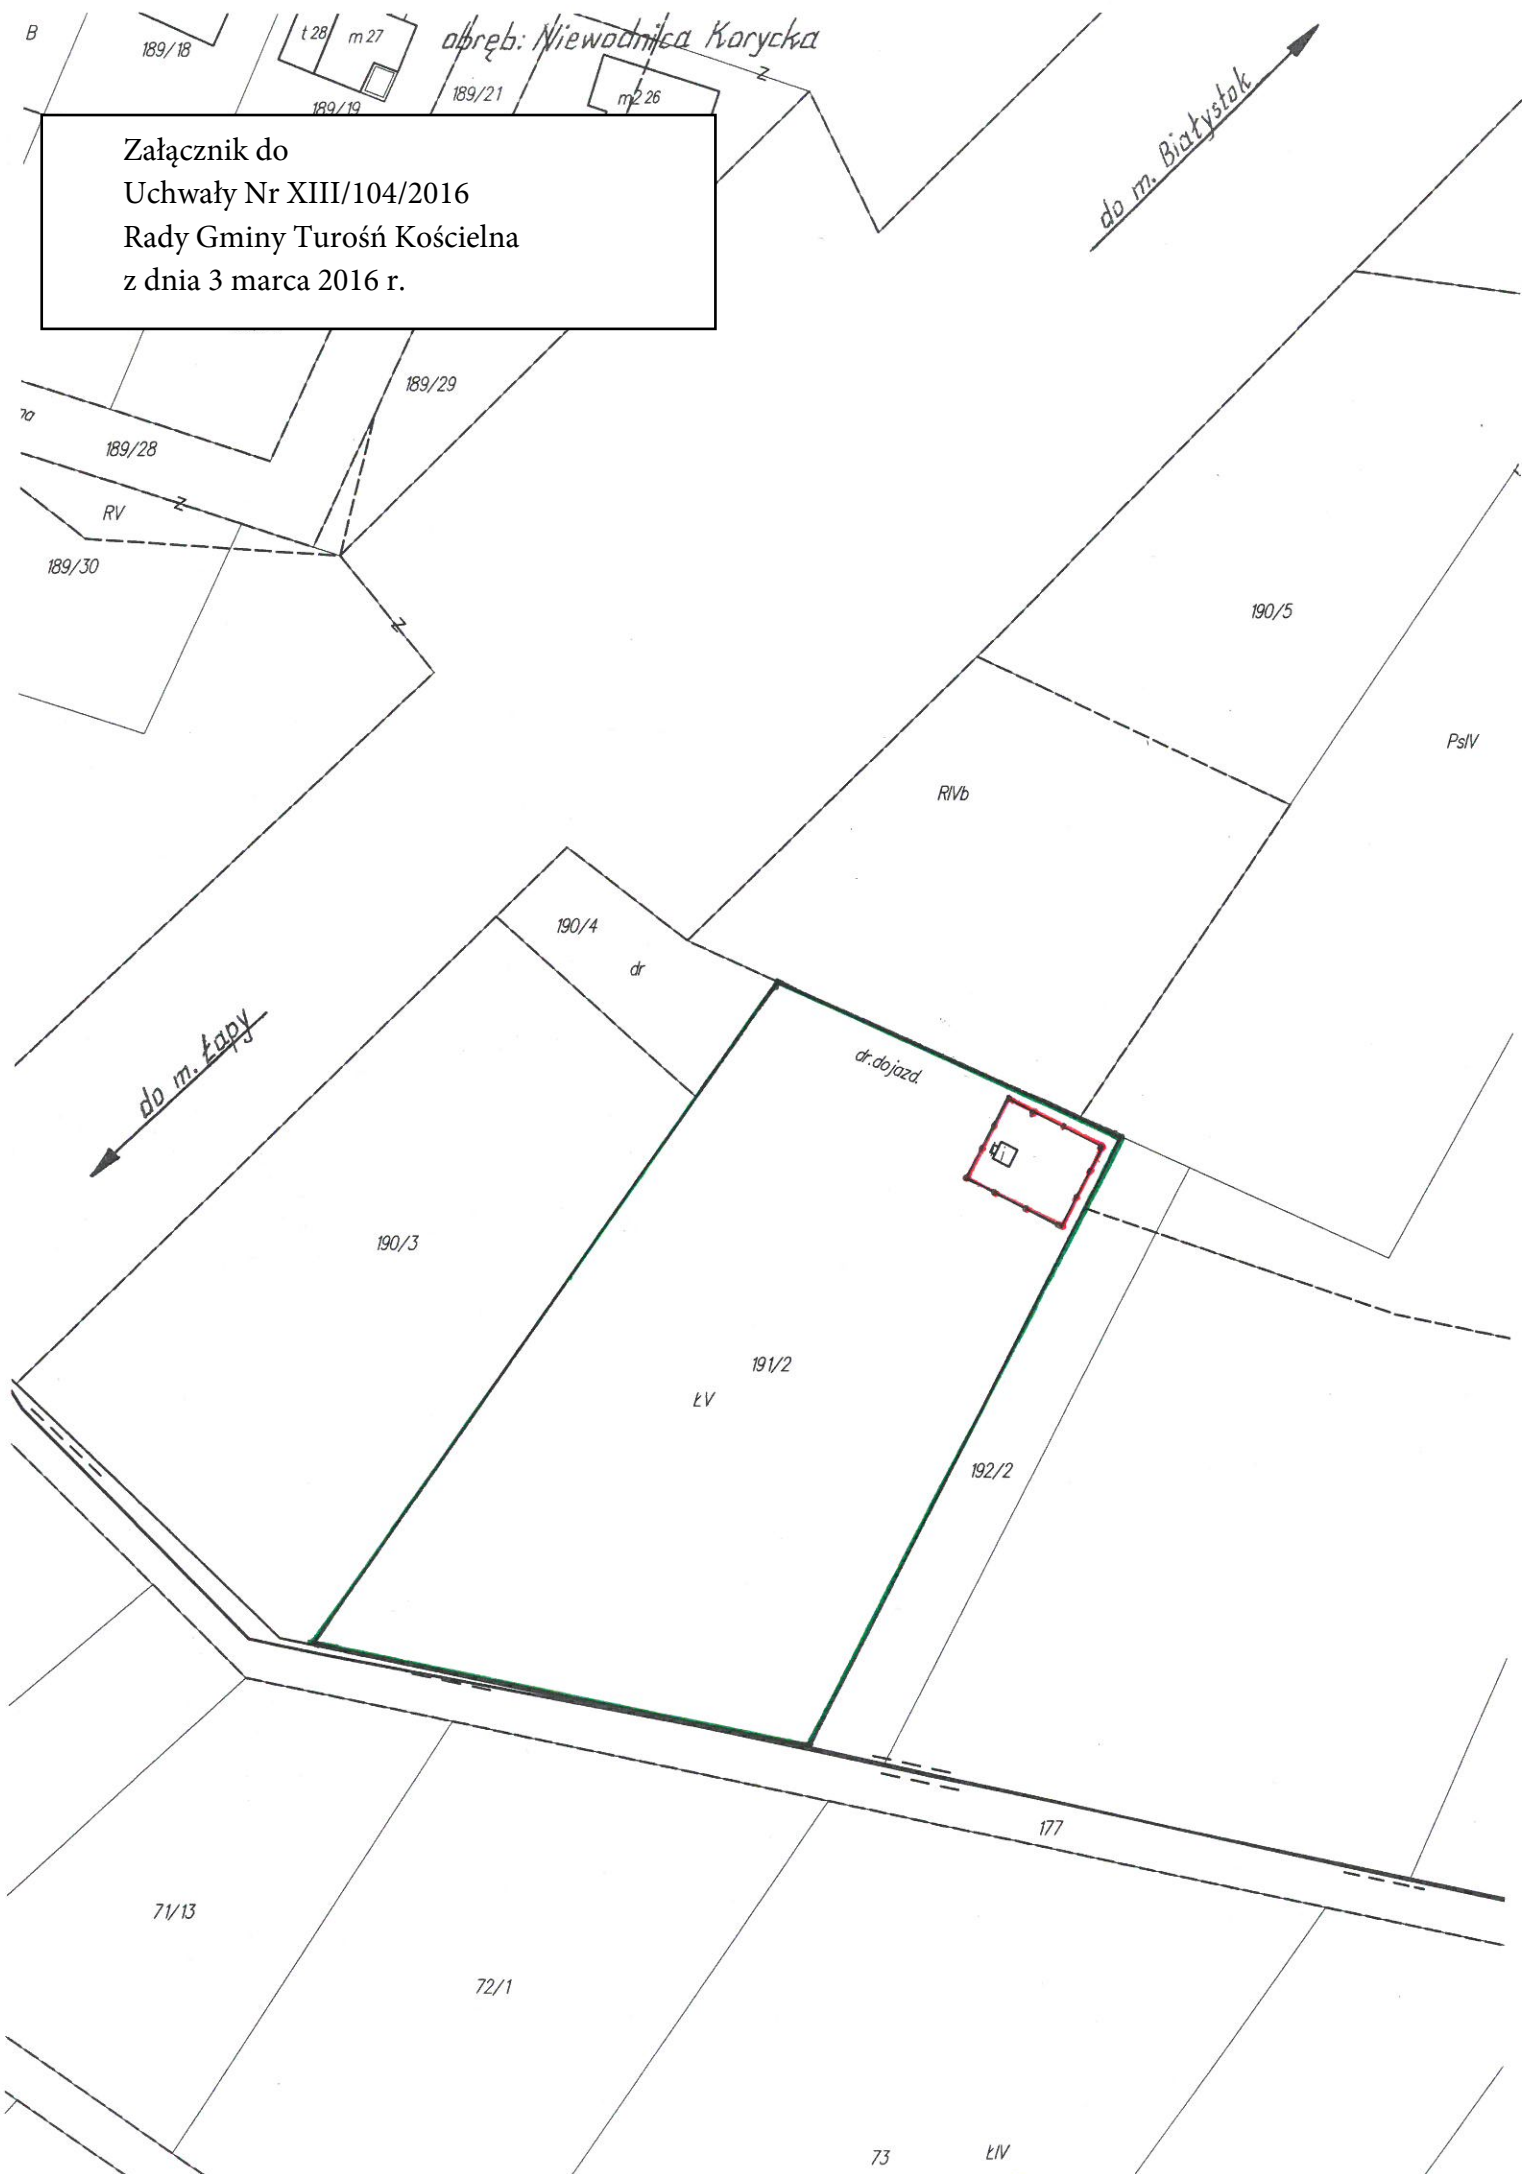 B
189/18
t 28
m 27
obręb: Niewodnica Korycka
189/19
189/21
m2 26
Załącznik do
Uchwały Nr XIII/104/2016
Rady Gminy Turośń Kościelna
z dnia 3 marca 2016 r.
do m. Białystok
189/29
na
189/28
RV
189/30
190/5
PsIV
RIVb
190/4
dr
do m. Łapy
dr.dojazd.
i
190/3
191/2
ŁV
192/2
177
71/13
72/1
73
ŁIV